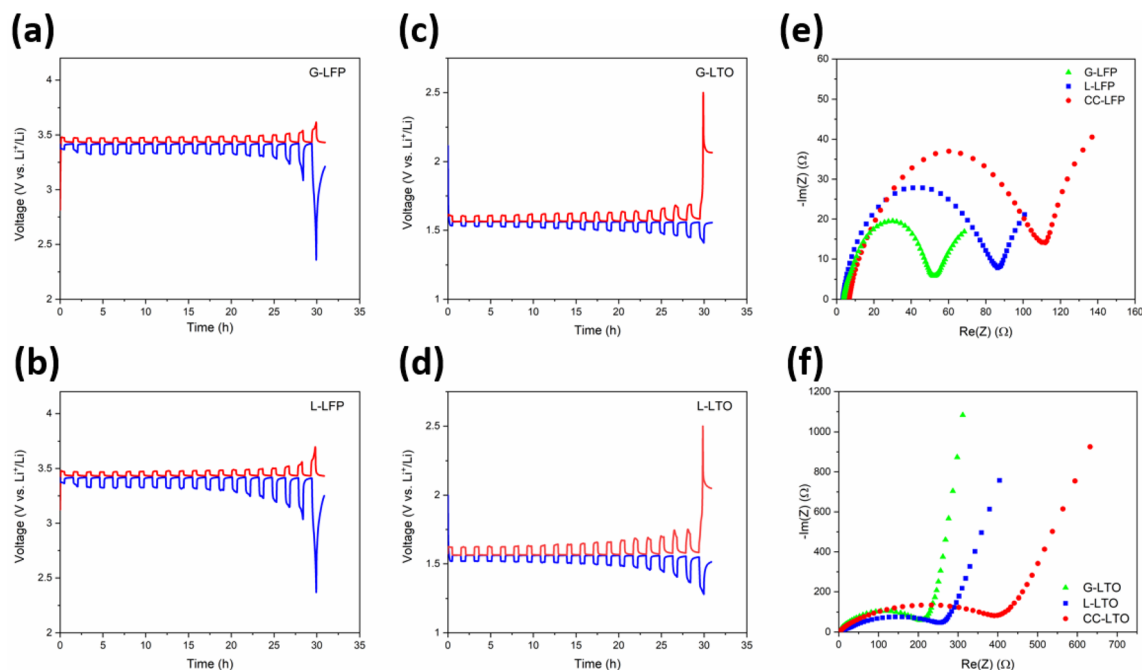 (a)
G-LFP
4
3.5
3
2.5
2
Voltage (V vs. Li⁺/Li)
0 5 10 15 20 25 30 35
Time (h)
(c)
G-LTO
2.5
2
1.5
1
Voltage (V vs. Li⁺/Li)
0 5 10 15 20 25 30 35
Time (h)
(e)
G-LFP
L-LFP
CC-LFP
60
50
40
30
20
10
0
-Im(Z) (Ω)
0 20 40 60 80 100 120 140 160
Re(Z) (Ω)
(b)
L-LFP
4
3.5
3
2.5
2
Voltage (V vs. Li⁺/Li)
0 5 10 15 20 25 30 35
Time (h)
(d)
L-LTO
2.5
2
1.5
1
Voltage (V vs. Li⁺/Li)
0 5 10 15 20 25 30 35
Time (h)
(f)
1200
1000
800
600
400
200
0
-Im(Z) (Ω)
G-LTO
L-LTO
CC-LTO
0 100 200 300 400 500 600 700
Re(Z) (Ω)